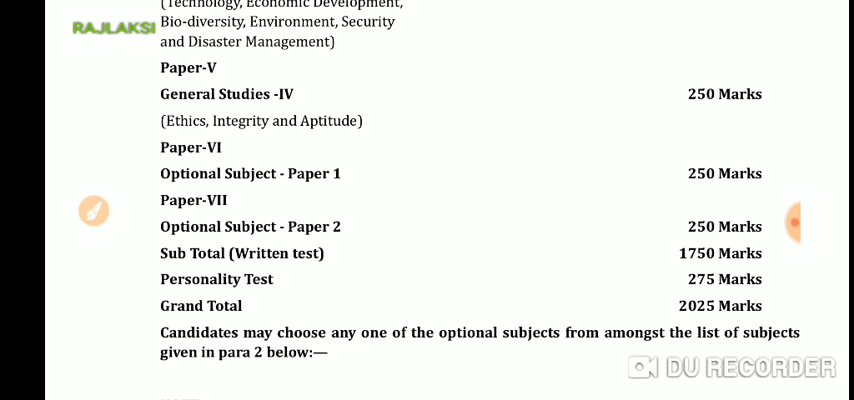 (Technology, Economic Development,
RAJLAKSI
Bio-diversity, Environment, Security
and Disaster Management)
Paper-V
General Studies -IV 250 Marks
(Ethics, Integrity and Aptitude)
Paper-VI
Optional Subject - Paper 1 250 Marks
Paper-VII
Optional Subject - Paper 2 250 Marks
Sub Total (Written test) 1750 Marks
Personality Test 275 Marks
Grand Total 2025 Marks
Candidates may choose any one of the optional subjects from amongst the list of subjects
given in para 2 below:—
DU RECORDER